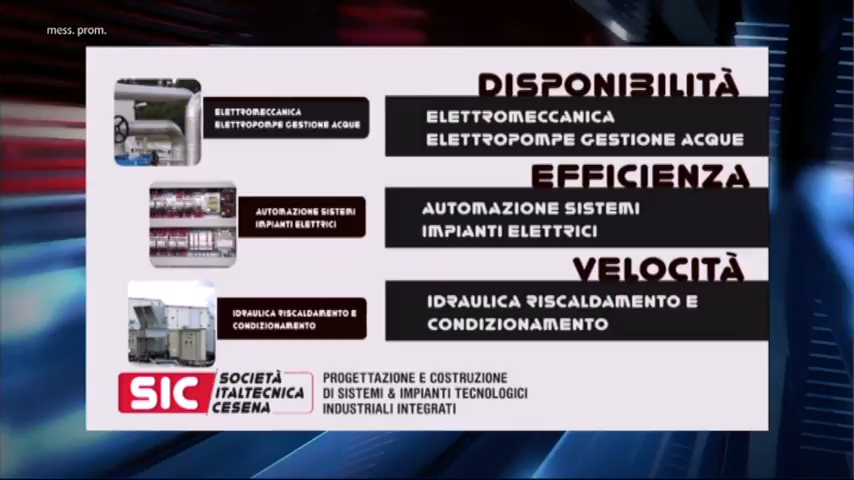 mess. prom.
DISPONIBILITÀ
ELETTROMECCANICA
ELETTROPOMPE GESTIONE ACQUE
ELETTROMECCANICA
ELETTROPOMPE GESTIONE ACQUE
EFFICIENZA
AUTOMAZIONE SISTEMI
IMPIANTI ELETTRICI
AUTOMAZIONE SISTEMI
IMPIANTI ELETTRICI
VELOCITÀ
IDRAULICA RISCALDAMENTO E
CONDIZIONAMENTO
IDRAULICA RISCALDAMENTO E
CONDIZIONAMENTO
SIC
SOCIETÀ
ITALTECNICA
CESENA
PROGETTAZIONE E COSTRUZIONE
DI SISTEMI & IMPIANTI TECNOLOGICI
INDUSTRIALI INTEGRATI